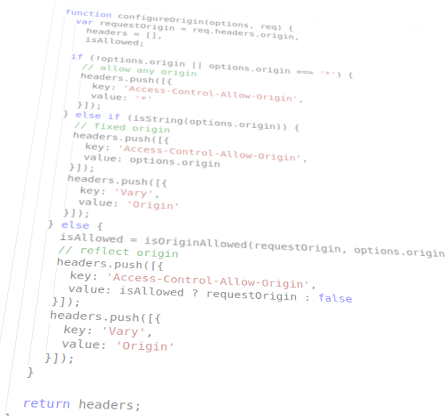 function configureOrigin(options, req) {
var requestOrigin = req.headers.origin,
headers = [],
isAllowed;
if (!options.origin || options.origin === '*') {
// allow any origin
headers.push([{
key: 'Access-Control-Allow-Origin',
value: '*'
}]);
} else if (isString(options.origin)) {
// fixed origin
headers.push([{
key: 'Access-Control-Allow-Origin',
value: options.origin
}]);
headers.push([{
key: 'Vary',
value: 'Origin'
}]);
} else {
isAllowed = isOriginAllowed(requestOrigin, options.origin
// reflect origin
headers.push([{
key: 'Access-Control-Allow-Origin',
value: isAllowed ? requestOrigin : false
}]);
headers.push([{
key: 'Vary',
value: 'Origin'
}]);
}
return headers;
}